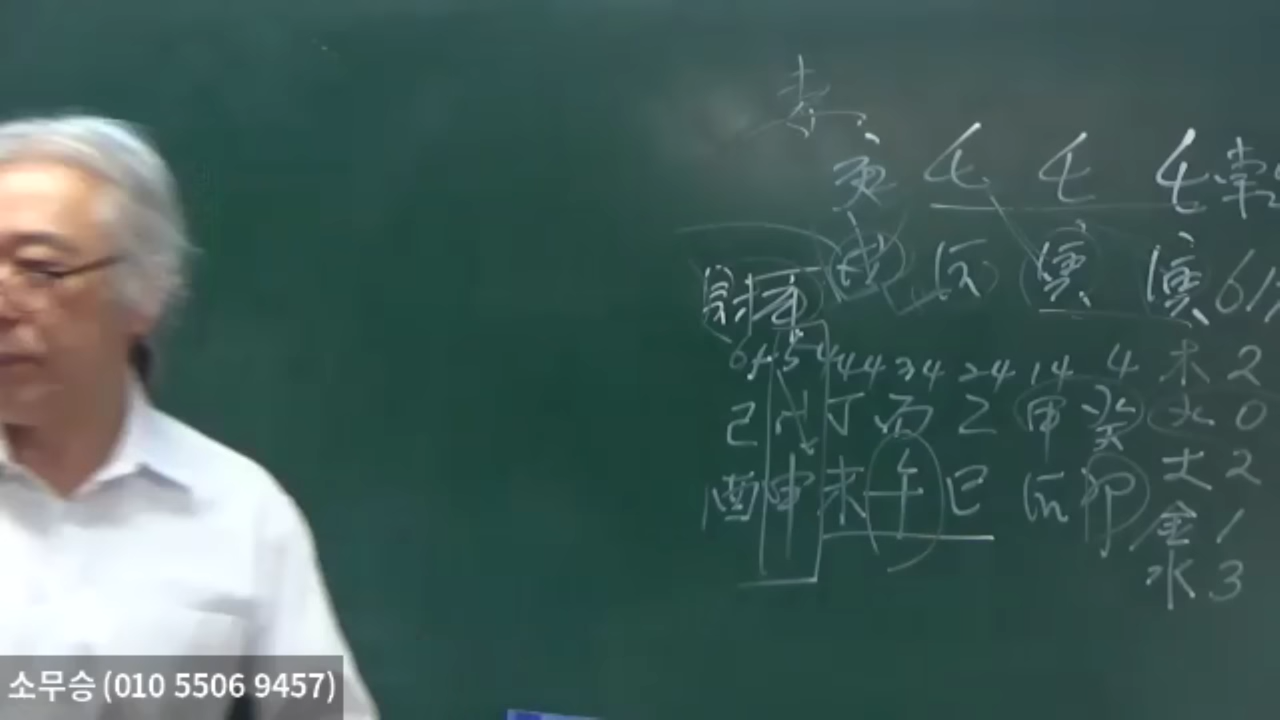 庚 壬 壬 壬
戌 辰 寅 寅 61
64 54 44 34 24 14 4 木 2
己 戊 丁 丙 乙 甲 癸 火 0
酉 申 未 午 巳 辰 卯 土 2
金 1
水 3
소무승 (010 5506 9457)